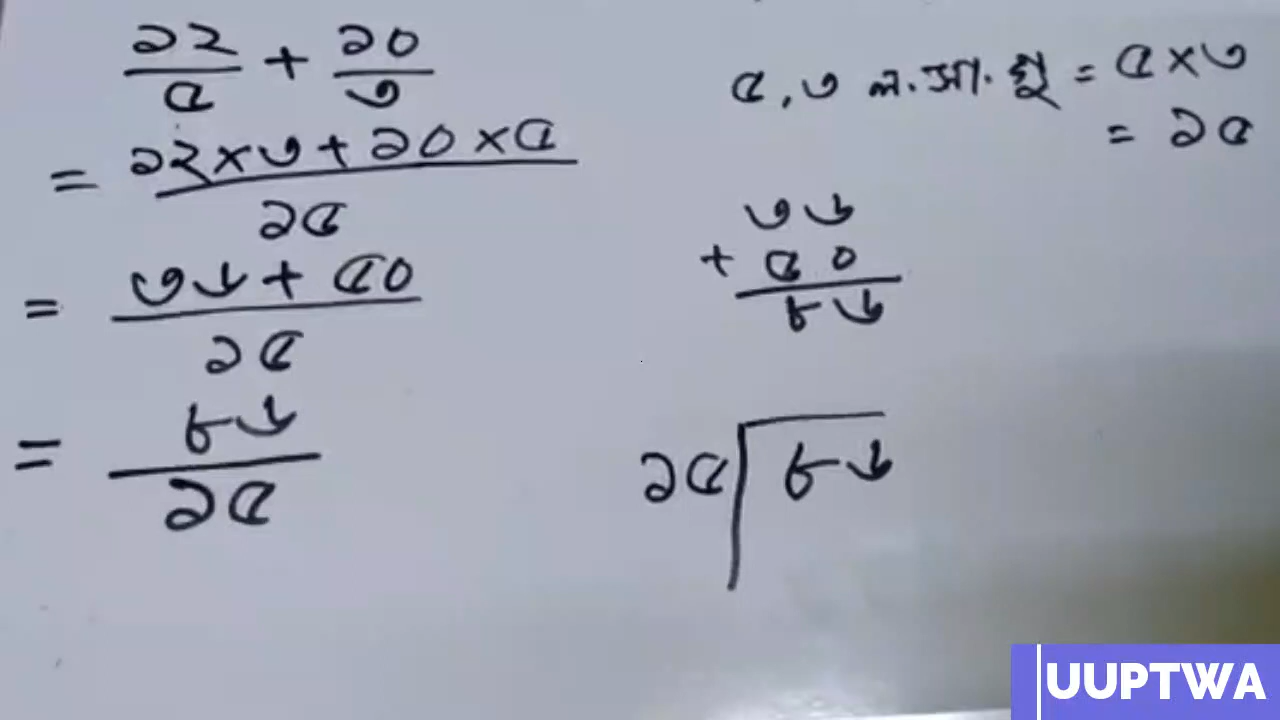 ১২/৫ + ১০/৩
= ১২×৩ + ১০×৫/১৫
= ৩৬ + ৫০/১৫
= ৮৬/১৫
৫, ৩ ল.সা.গু = ৫×৩
= ১৫
৩৬
+ ৫০
৮৬
১৫ ৮৬
UUPTWA